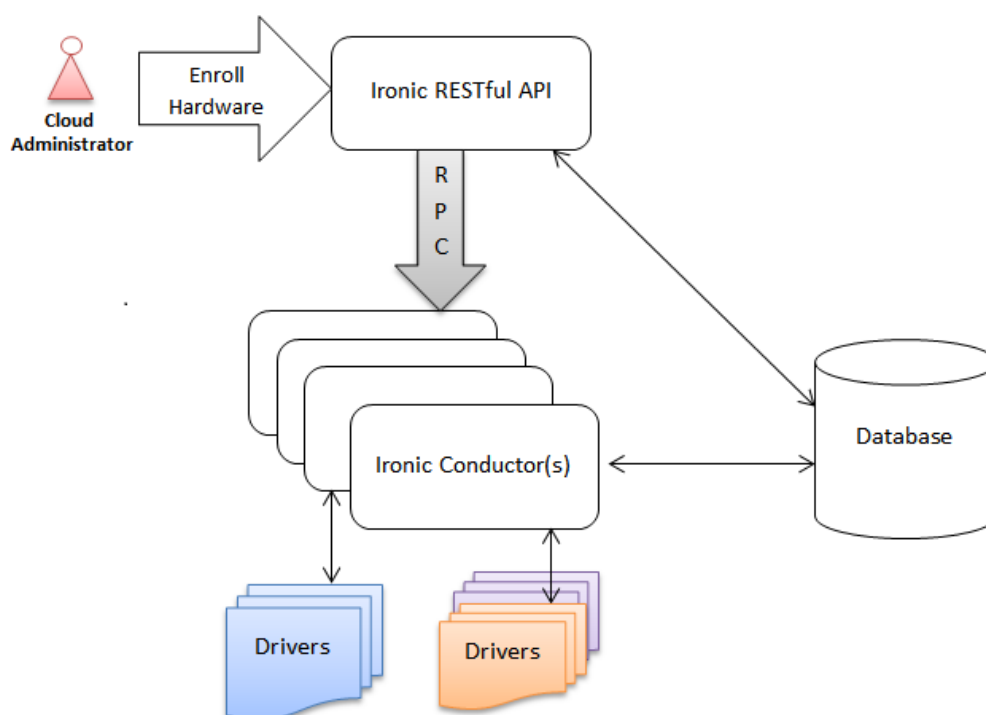 Cloud
Administrator
Enroll
Hardware
Ironic RESTful API
R
P
C
Ironic Conductor(s)
Database
Drivers
Drivers